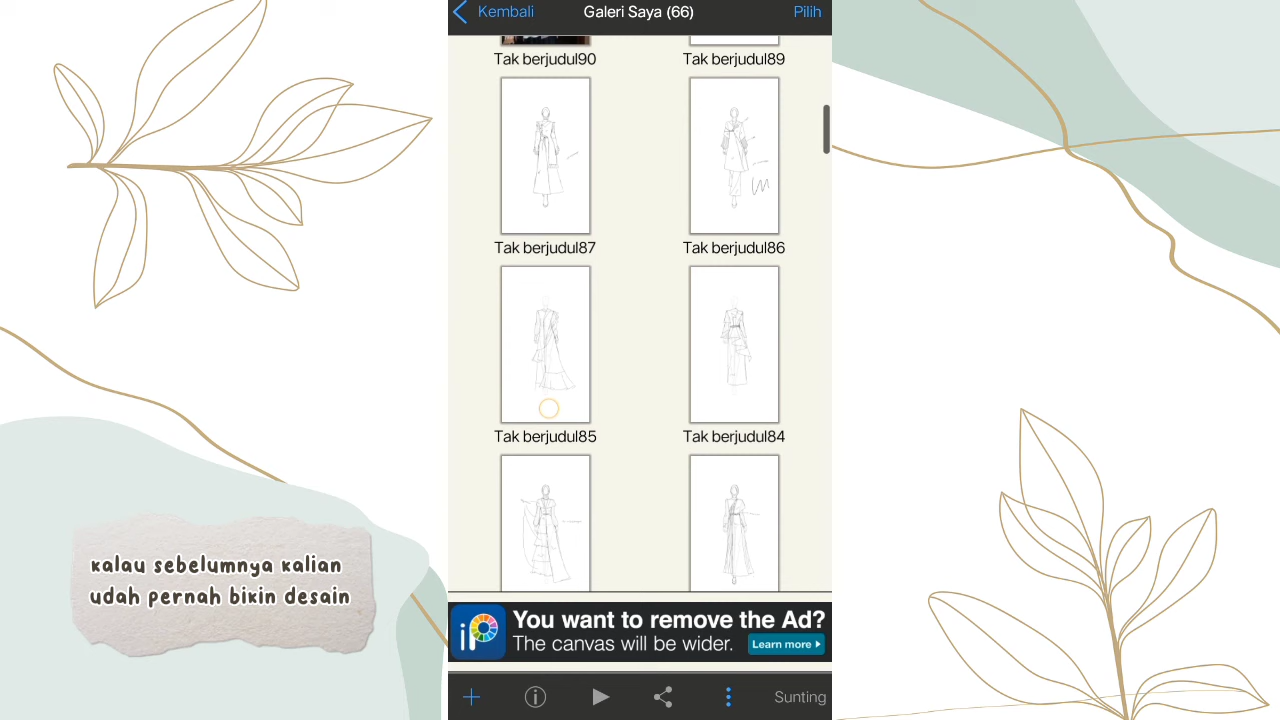 Kembali
Galeri Saya (66)
Pilih
Tak berjudul90
Tak berjudul89
Tak berjudul87
Tak berjudul86
Tak berjudul85
Tak berjudul84
kalau sebelumnya kalian
udah pernah bikin desain
iP
You want to remove the Ad?
The canvas will be wider.
Learn more
Sunting